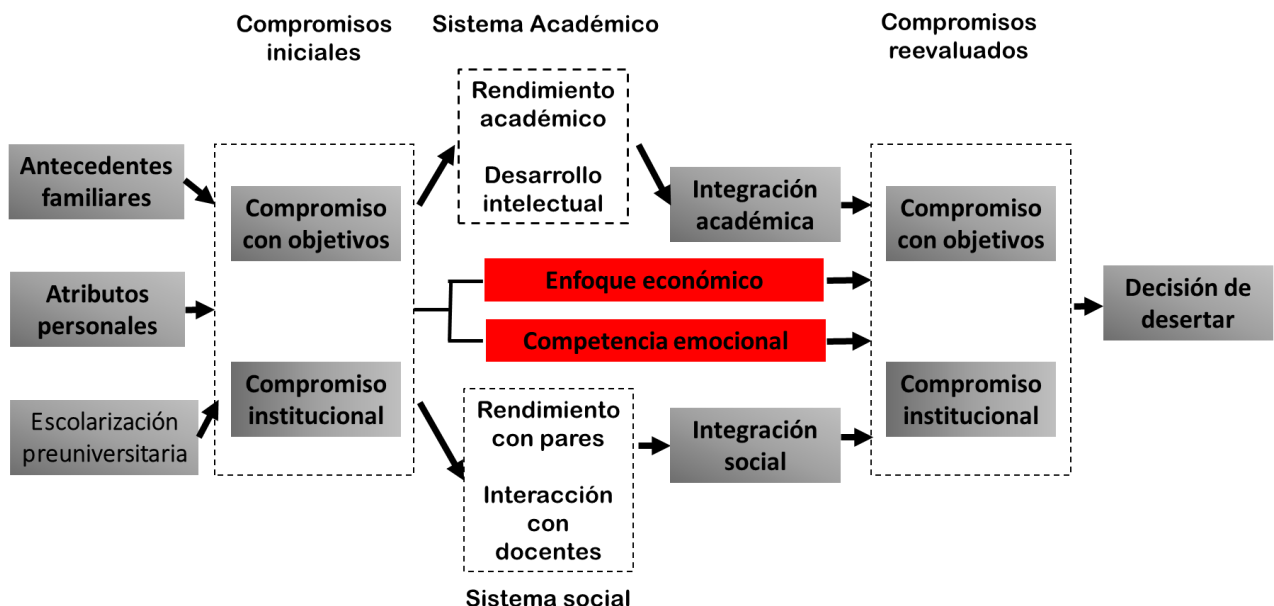 Compromisos
iniciales
Sistema Académico
Compromisos
reevaluados
Antecedentes
familiares
Atributos
personales
Escolarización
preuniversitaria
Compromiso
con objetivos
Compromiso
institucional
Rendimiento
académico
Desarrollo
intelectual
Enfoque económico
Competencia emocional
Rendimiento
con pares
Interacción
con
docentes
Sistema social
Integración
académica
Integración
social
Compromiso
con objetivos
Compromiso
institucional
Decisión de
desertar